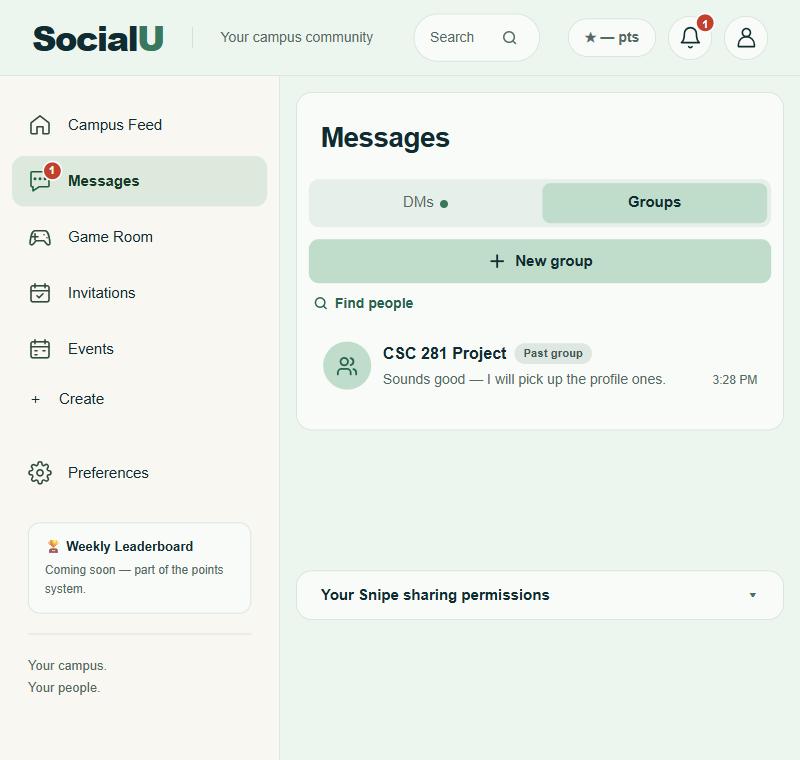 SocialU
Your campus community
Search
★ — pts
1
Campus Feed
1
Messages
Game Room
Invitations
Events
+ Create
Preferences
🏆 Weekly Leaderboard
Coming soon — part of the points
system.
Your campus.
Your people.
Messages
DMs
Groups
+ New group
Find people
CSC 281 Project
Past group
Sounds good — I will pick up the profile ones.
3:28 PM
Your Snipe sharing permissions